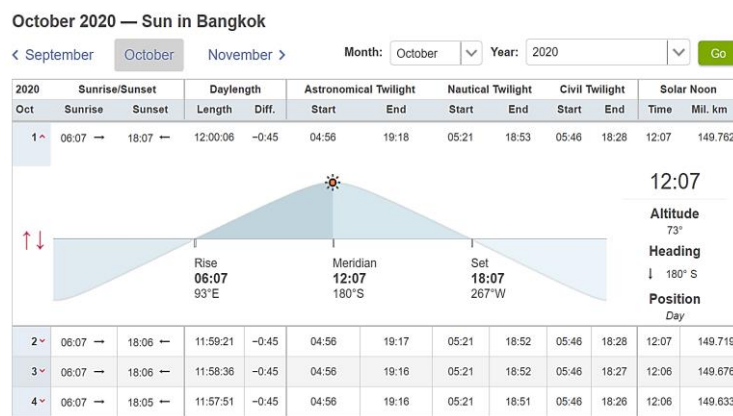 October 2020 — Sun in Bangkok
< September October November > Month: October Year: 2020 Go
2020 Sunrise/Sunset Daylength Astronomical Twilight Nautical Twilight Civil Twilight Solar Noon
Oct Sunrise Sunset Length Diff. Start End Start End Start End Time Mil. km
1 06:07 → 18:07 ← 12:00:06 −0:45 04:56 19:18 05:21 18:53 05:46 18:28 12:07 149.762
12:07
Altitude
73°
Heading
↓ 180° S
Position
Day
↑↓
Rise Meridian Set
06:07 12:07 18:07
93°E 180°S 267°W
2 06:07 → 18:06 ← 11:59:21 −0:45 04:56 19:17 05:21 18:52 05:46 18:28 12:07 149.719
3 06:07 → 18:06 ← 11:58:36 −0:45 04:56 19:16 05:21 18:52 05:46 18:27 12:06 149.676
4 06:07 → 18:05 ← 11:57:51 −0:45 04:56 19:16 05:21 18:51 05:46 18:26 12:06 149.633